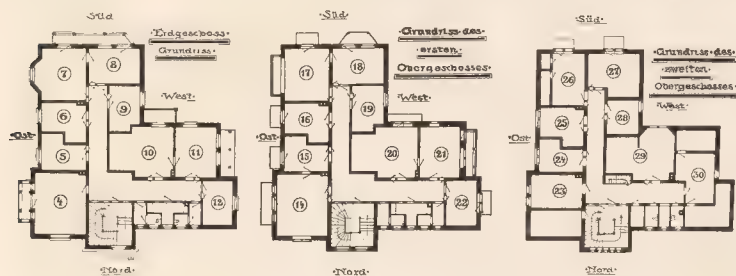 ·Süd·
·Erdgeschoss·
Grundriss·
7
8
6
9
·West·
·Ost·
5
10
11
4
12
·Nord·
·Süd·
·Grundriss des·
·ersten·
Obergeschosses·
17
18
16
19
·West·
·Ost·
15
20
21
14
22
·Nord·
·Süd·
·Grundriss des·
·zweiten·
Obergeschosses·
26
27
·West·
25
28
·Ost·
24
29
30
23
·Nord·